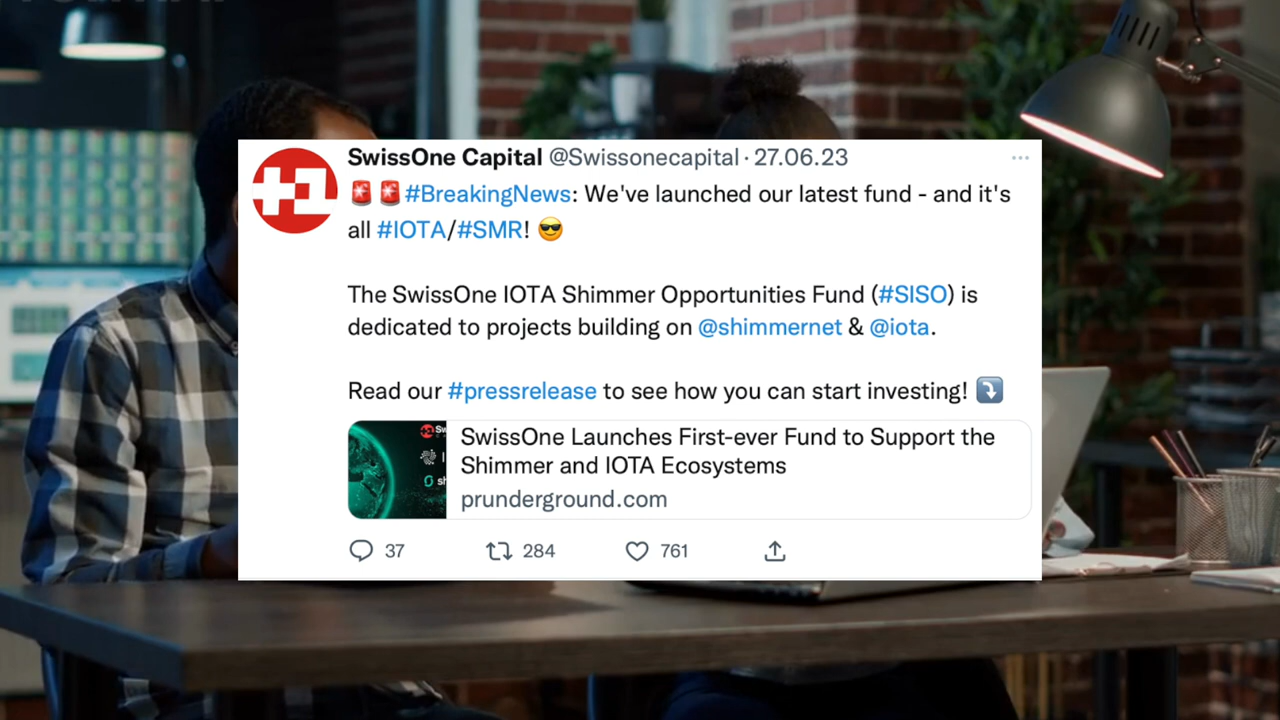 SwissOne Capital @Swissonecapital · 27.06.23
🚨🚨#BreakingNews: We've launched our latest fund - and it's
all #IOTA/#SMR! 😎
The SwissOne IOTA Shimmer Opportunities Fund (#SISO) is
dedicated to projects building on @shimmernet & @iota.
Read our #pressrelease to see how you can start investing! ⤵️
SwissOne Launches First-ever Fund to Support the
Shimmer and IOTA Ecosystems
prunderground.com
37 284 761